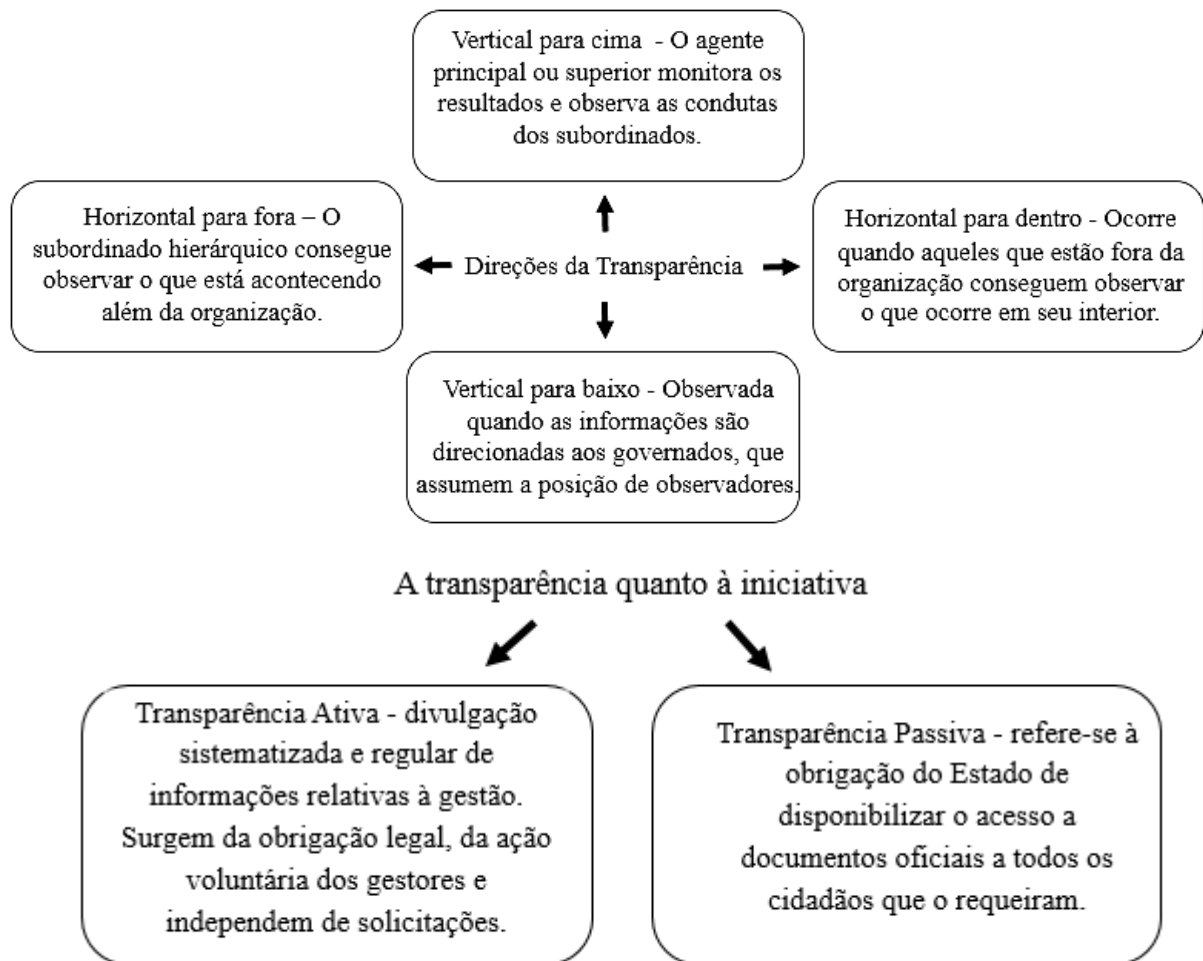 Vertical para cima  - O agente
principal ou superior monitora os
resultados e observa as condutas
dos subordinados.
Horizontal para fora – O
subordinado hierárquico consegue
observar o que está acontecendo
além da organização.
Direções da Transparência
Horizontal para dentro - Ocorre
quando aqueles que estão fora da
organização conseguem observar
o que ocorre em seu interior.
Vertical para baixo - Observada
quando as informações são
direcionadas aos governados, que
assumem a posição de observadores.
A transparência quanto à iniciativa
Transparência Ativa - divulgação
sistematizada e regular de
informações relativas à gestão.
Surgem da obrigação legal, da ação
voluntária dos gestores e
independem de solicitações.
Transparência Passiva - refere-se à
obrigação do Estado de
disponibilizar o acesso a
documentos oficiais a todos os
cidadãos que o requeiram.